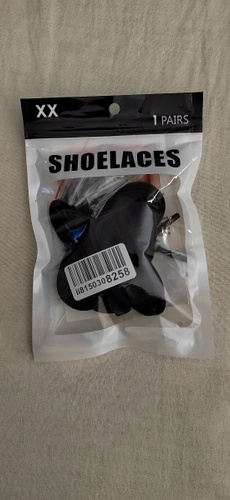 XX
1 PAIRS
SHOELACES
ii8150308258